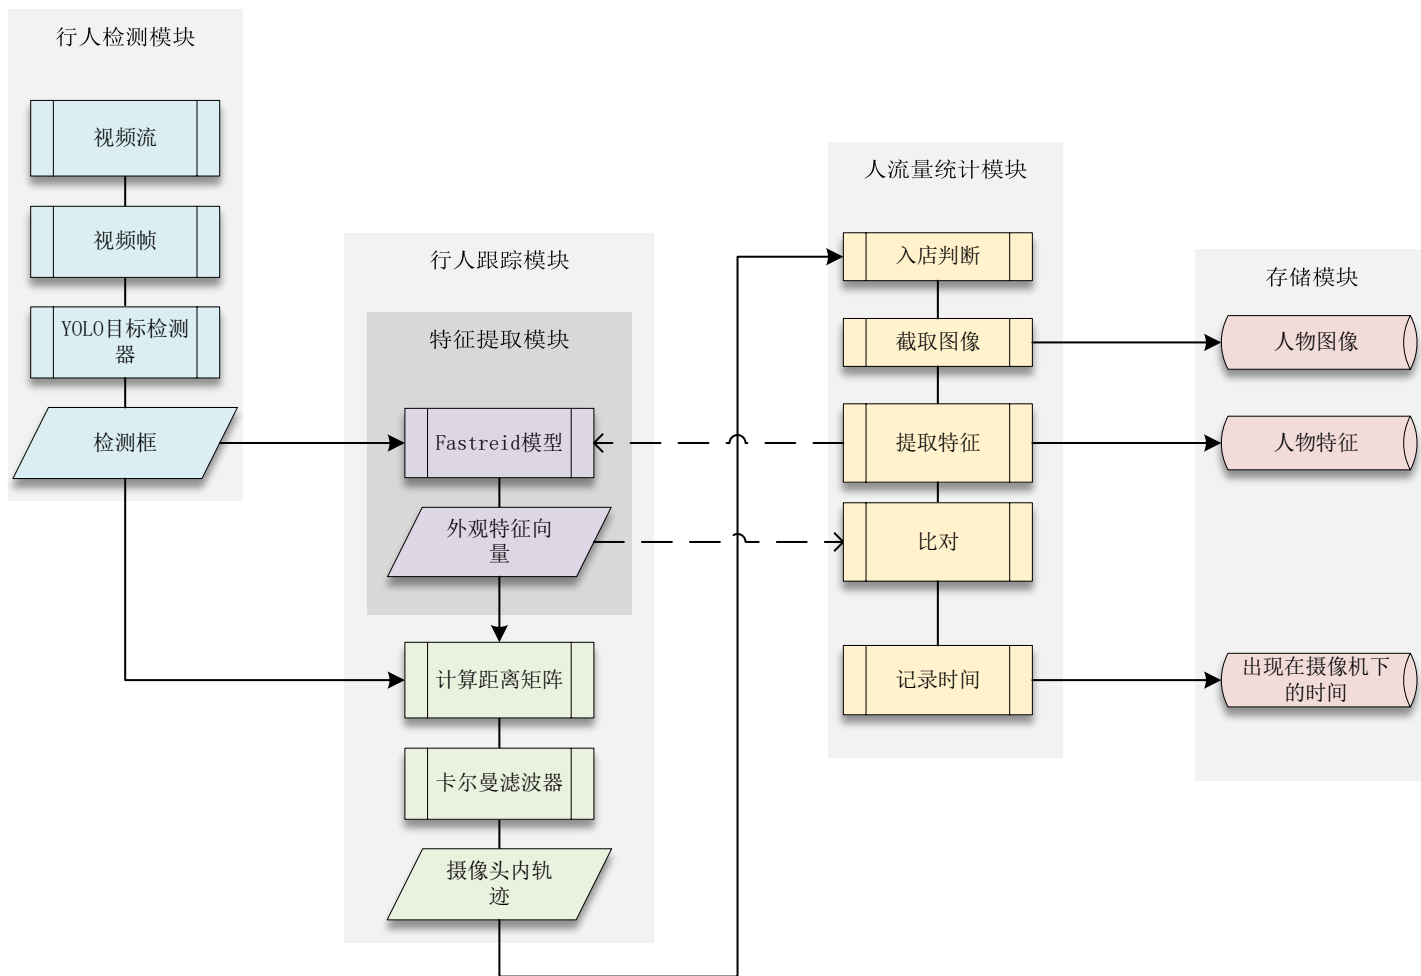 行人检测模块
视频流
视频帧
YOLO目标检测
器
检测框
行人跟踪模块
特征提取模块
Fastreid模型
外观特征向
量
计算距离矩阵
卡尔曼滤波器
摄像头内轨
迹
人流量统计模块
入店判断
截取图像
提取特征
比对
记录时间
存储模块
人物图像
人物特征
出现在摄像机下
的时间